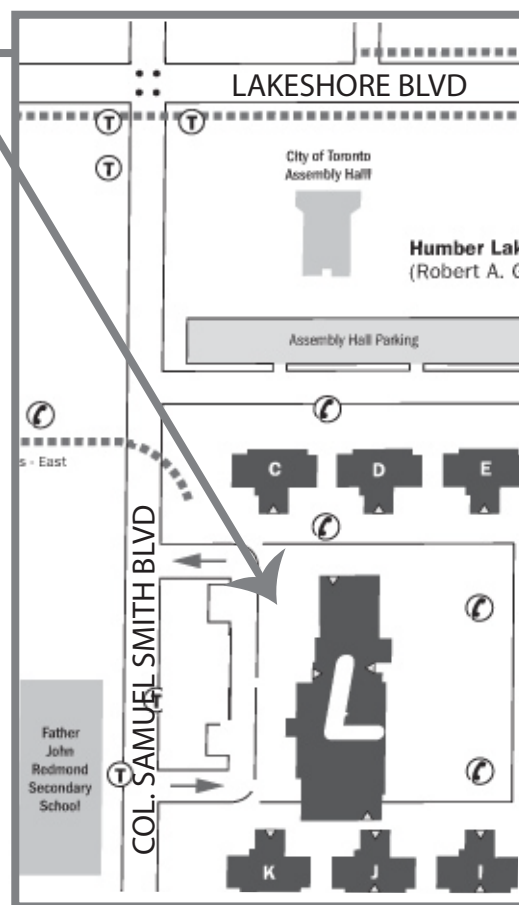 LAKESHORE BLVD
T
T
T
City of Toronto
Assembly Hall
Humber Lak
(Robert A. G
Assembly Hall Parking
s - East
C
D
E
COL. SAMUEL SMITH BLVD
L
T
Father
John
Redmond
Secondary
School
T
K
J
I